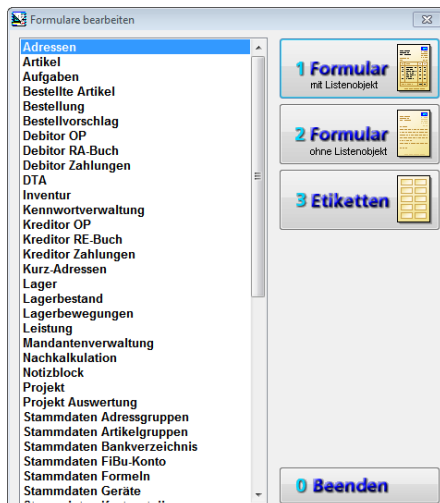 Formulare bearbeiten
Adressen
Artikel
Aufgaben
Bestellte Artikel
Bestellung
Bestellvorschlag
Debitor OP
Debitor RA-Buch
Debitor Zahlungen
DTA
Inventur
Kennwortverwaltung
Kreditor OP
Kreditor RE-Buch
Kreditor Zahlungen
Kurz-Adressen
Lager
Lagerbestand
Lagerbewegungen
Leistung
Mandantenverwaltung
Nachkalkulation
Notizblock
Projekt
Projekt Auswertung
Stammdaten Adressgruppen
Stammdaten Artikelgruppen
Stammdaten Bankverzeichnis
Stammdaten FiBu-Konto
Stammdaten Formeln
Stammdaten Geräte
1 Formular
mit Listenobjekt
2 Formular
ohne Listenobjekt
3 Etiketten
0 Beenden